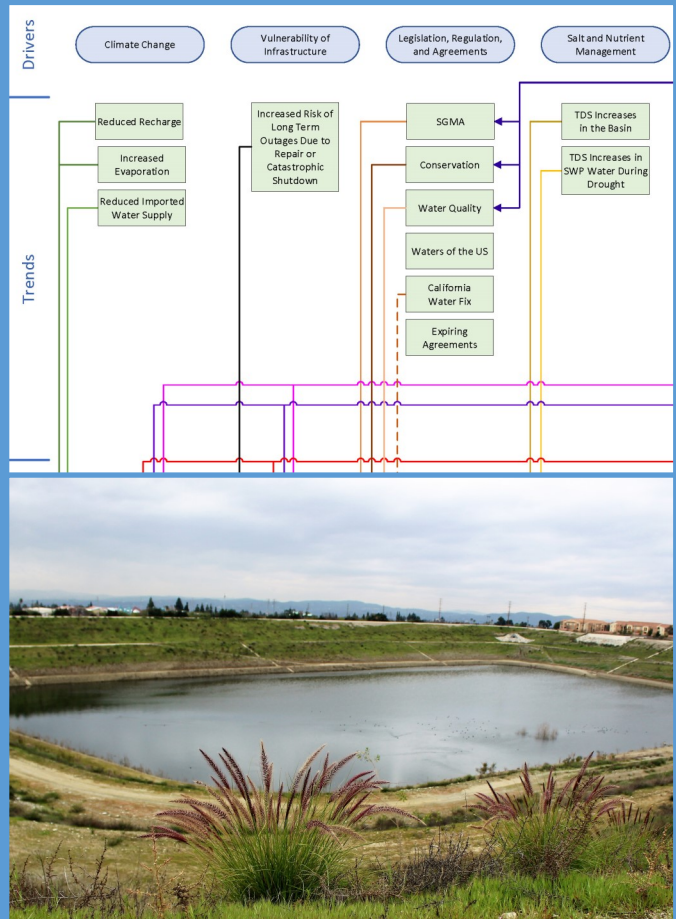 Drivers
Climate Change
Vulnerability of
Infrastructure
Legislation, Regulation,
and Agreements
Salt and Nutrient
Management
Trends
Reduced Recharge
Increased
Evaporation
Reduced Imported
Water Supply
Increased Risk of
Long Term
Outages Due to
Repair or
Catastrophic
Shutdown
SGMA
Conservation
Water Quality
Waters of the US
California
Water Fix
Expiring
Agreements
TDS Increases
in the Basin
TDS Increases in
SWP Water During
Drought